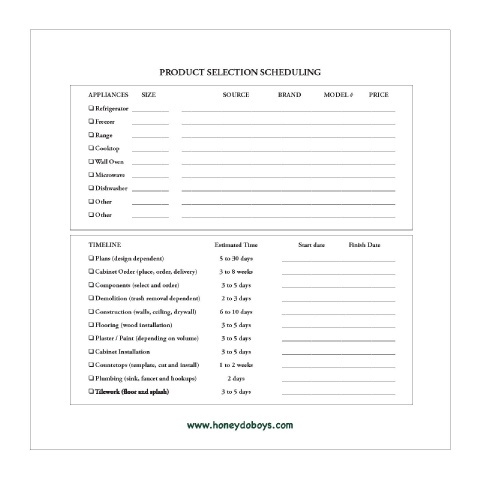 PRODUCT SELECTION SCHEDULING
APPLIANCES SIZE SOURCE BRAND MODEL # PRICE
❑ Refrigerator
❑ Freezer
❑ Range
❑ Cooktop
❑ Wall Oven
❑ Microwave
❑ Dishwasher
❑ Other
❑ Other
TIMELINE Estimated Time Start date Finish Date
❑ Plans (design dependent) 5 to 30 days
❑ Cabinet Order (place, order, delivery) 3 to 8 weeks
❑ Components (select and order) 3 to 5 days
❑ Demolition (trash removal dependent) 2 to 3 days
❑ Construction (walls, ceiling, drywall) 6 to 10 days
❑ Flooring (wood installation) 3 to 5 days
❑ Plaster / Paint (depending on volume) 3 to 5 days
❑ Cabinet Installation 3 to 5 days
❑ Countertops (template, cut and install) 1 to 2 weeks
❑ Plumbing (sink, faucet and hookups) 2 days
❑ Tilework (floor and splash) 3 to 5 days
www.honeydoboys.com